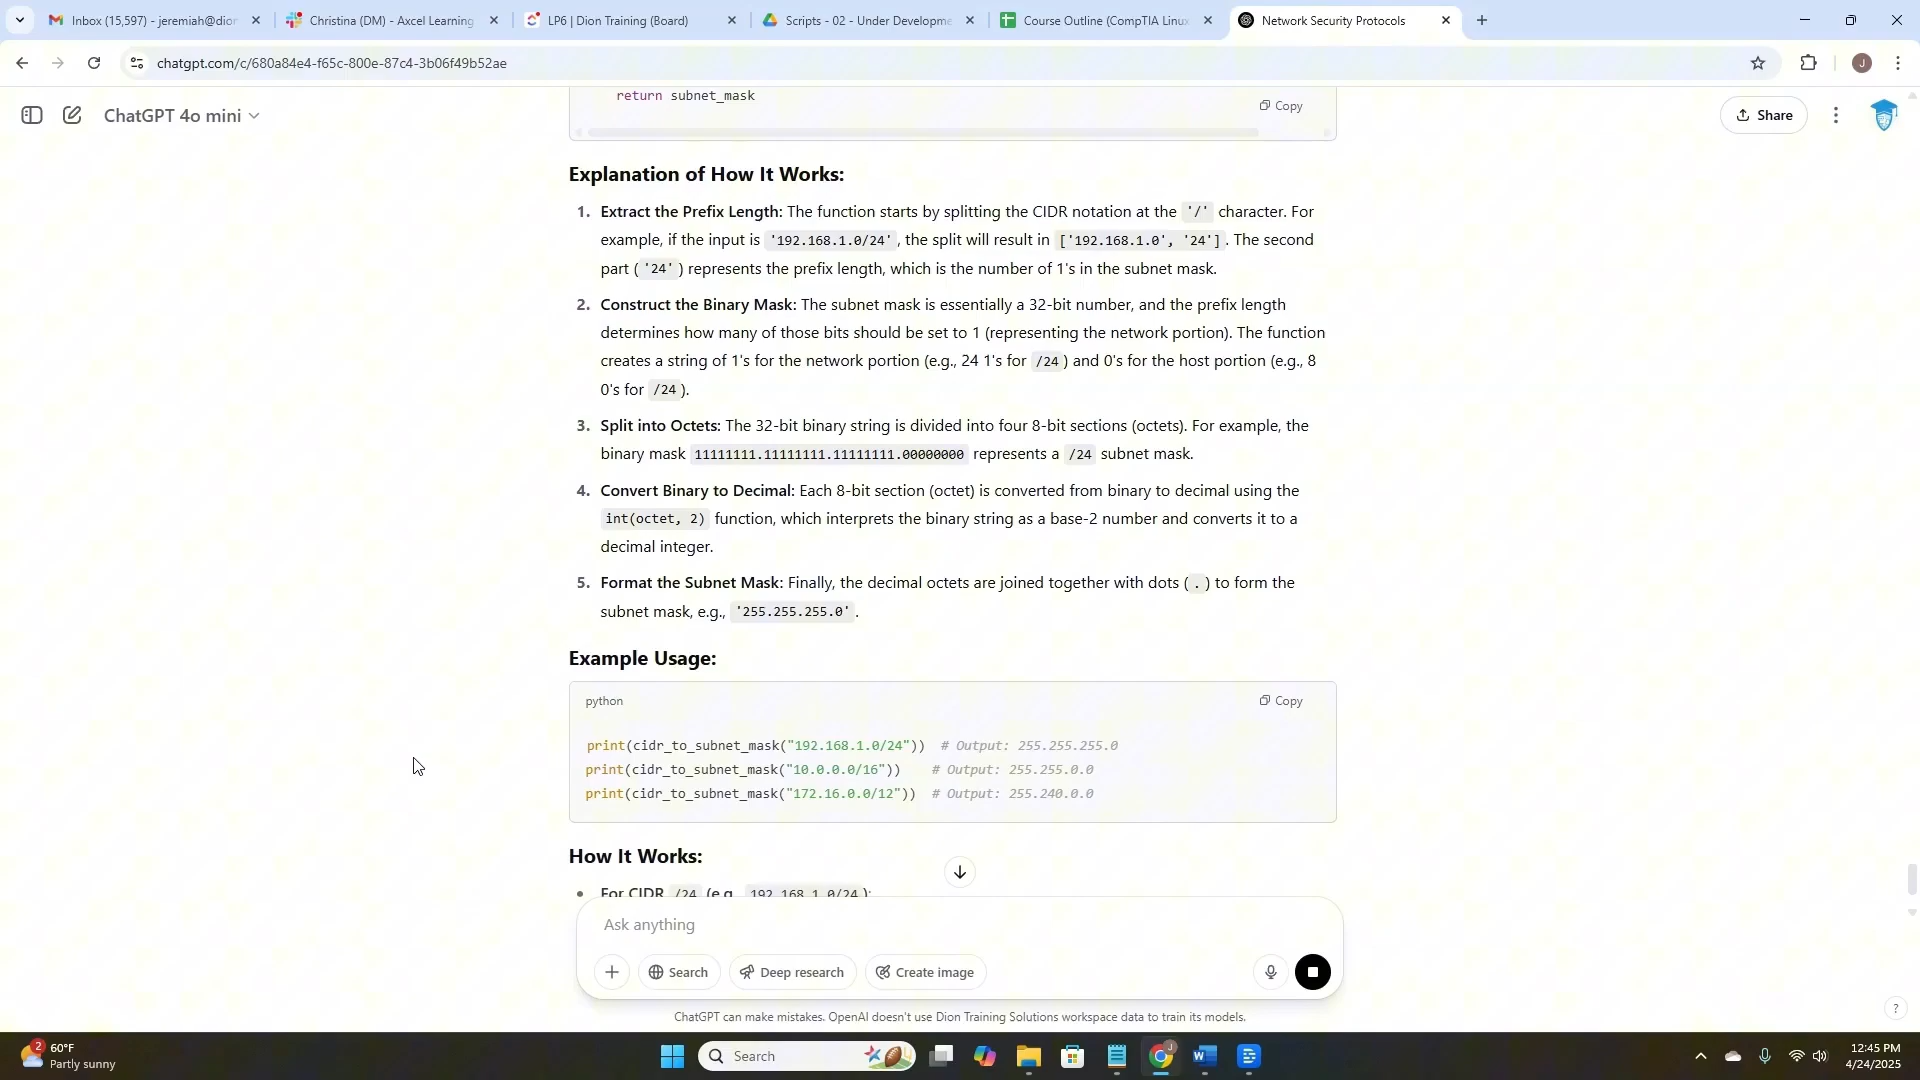 Inbox (15,597) - jeremiah@dion
Christina (DM) - Axcel Learning
LP6 | Dion Training (Board)
Scripts - 02 - Under Developme
Course Outline (CompTIA Linux
Network Security Protocols
chatgpt.com/c/680a84e4-f65c-800e-87c4-3b06f49b52ae
J
ChatGPT 4o mini
Share
return subnet_mask
Copy
Explanation of How It Works:
1. Extract the Prefix Length: The function starts by splitting the CIDR notation at the '/' character. For
example, if the input is '192.168.1.0/24', the split will result in ['192.168.1.0', '24']. The second
part ('24') represents the prefix length, which is the number of 1's in the subnet mask.
2. Construct the Binary Mask: The subnet mask is essentially a 32-bit number, and the prefix length
determines how many of those bits should be set to 1 (representing the network portion). The function
creates a string of 1's for the network portion (e.g., 24 1's for /24) and 0's for the host portion (e.g., 8
0's for /24).
3. Split into Octets: The 32-bit binary string is divided into four 8-bit sections (octets). For example, the
binary mask 11111111.11111111.11111111.00000000 represents a /24 subnet mask.
4. Convert Binary to Decimal: Each 8-bit section (octet) is converted from binary to decimal using the
int(octet, 2) function, which interprets the binary string as a base-2 number and converts it to a
decimal integer.
5. Format the Subnet Mask: Finally, the decimal octets are joined together with dots (.) to form the
subnet mask, e.g., '255.255.255.0'.
Example Usage:
python
Copy
print(cidr_to_subnet_mask("192.168.1.0/24"))  # Output: 255.255.255.0
print(cidr_to_subnet_mask("10.0.0.0/16"))    # Output: 255.255.0.0
print(cidr_to_subnet_mask("172.16.0.0/12"))  # Output: 255.240.0.0
How It Works:
• For CIDR /24 (e.g., 192.168.1.0/24):
Ask anything
Search
Deep research
Create image
ChatGPT can make mistakes. OpenAI doesn't use Dion Training Solutions workspace data to train its models.
?
2
60°F
Partly sunny
Search
J
12:45 PM
4/24/2025